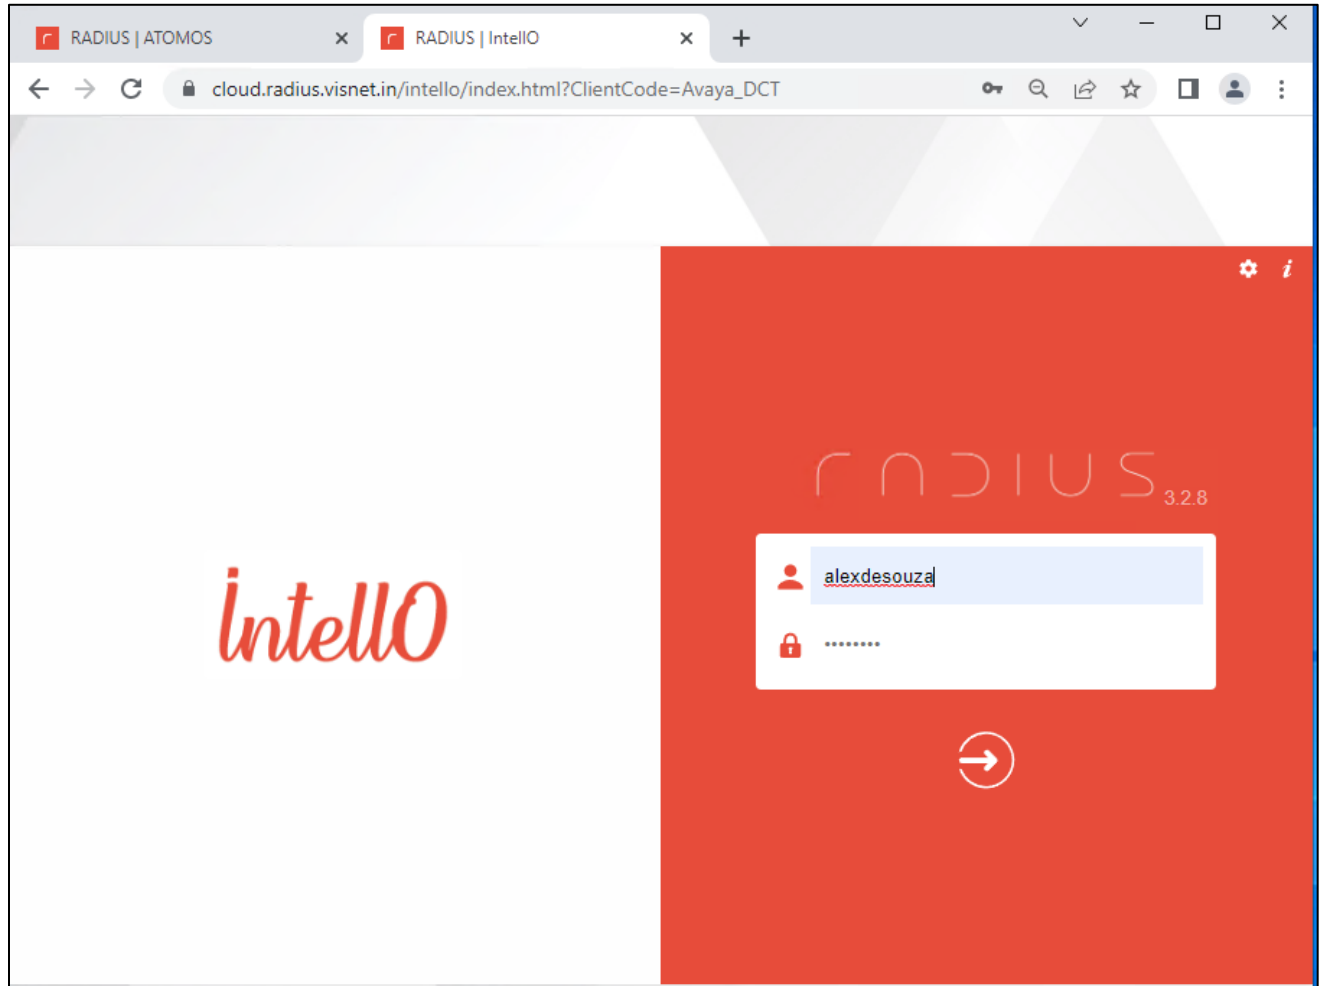 RADIUS | ATOMOS
RADIUS | IntellO
cloud.radius.visnet.in/intello/index.html?ClientCode=Avaya_DCT
i
RADIUS 3.2.8
alexdesouza
••••••••
intellO